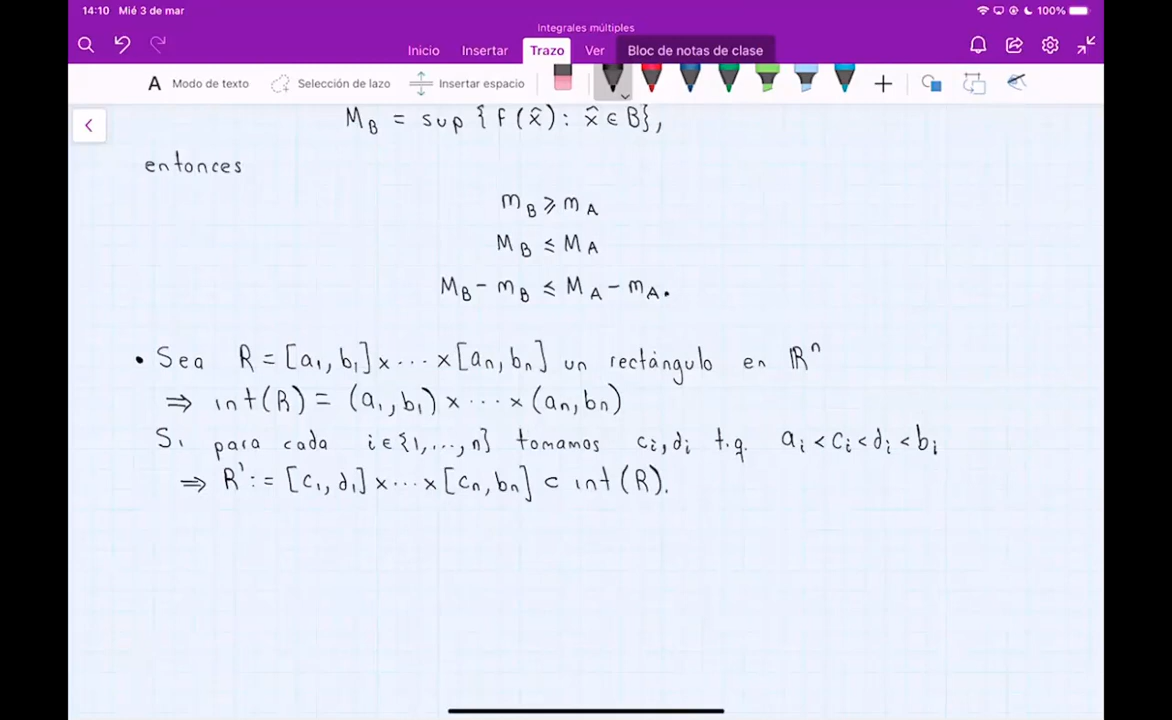 14:10 Mié 3 de mar
100%
Integrales múltiples
Inicio Insertar Trazo Ver Bloc de notas de clase
A Modo de texto Selección de lazo Insertar espacio
M_B = sup {f(x̂): x̂ ∈ B},
entonces
m_B ⩾ m_A
M_B ≤ M_A
M_B - m_B ≤ M_A - m_A.
• Sea R = [a₁, b₁] x ... x [aₙ, bₙ] un rectángulo en ℝⁿ
⇒ int(R) = (a₁, b₁) x ... x (aₙ, bₙ)
Si para cada i ∈ {1, ..., n} tomamos cᵢ, dᵢ t.q. aᵢ < cᵢ < dᵢ < bᵢ
⇒ R' := [c₁, d₁] x ... x [cₙ, bₙ] ⊂ int(R).